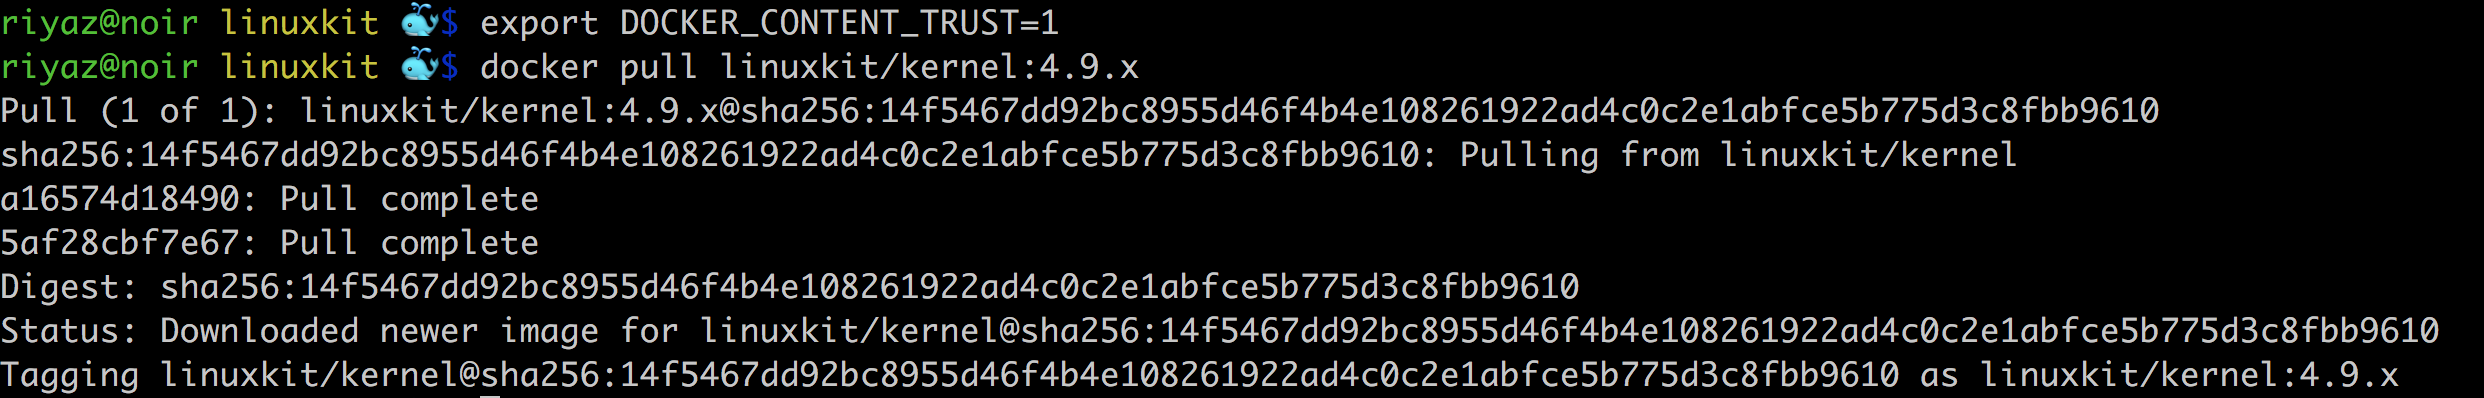 riyaz@noir linuxkit 🐳$ export DOCKER_CONTENT_TRUST=1
riyaz@noir linuxkit 🐳$ docker pull linuxkit/kernel:4.9.x
Pull (1 of 1): linuxkit/kernel:4.9.x@sha256:14f5467dd92bc8955d46f4b4e108261922ad4c0c2e1abfce5b775d3c8fbb9610
sha256:14f5467dd92bc8955d46f4b4e108261922ad4c0c2e1abfce5b775d3c8fbb9610: Pulling from linuxkit/kernel
a16574d18490: Pull complete
5af28cbf7e67: Pull complete
Digest: sha256:14f5467dd92bc8955d46f4b4e108261922ad4c0c2e1abfce5b775d3c8fbb9610
Status: Downloaded newer image for linuxkit/kernel@sha256:14f5467dd92bc8955d46f4b4e108261922ad4c0c2e1abfce5b775d3c8fbb9610
Tagging linuxkit/kernel@sha256:14f5467dd92bc8955d46f4b4e108261922ad4c0c2e1abfce5b775d3c8fbb9610 as linuxkit/kernel:4.9.x